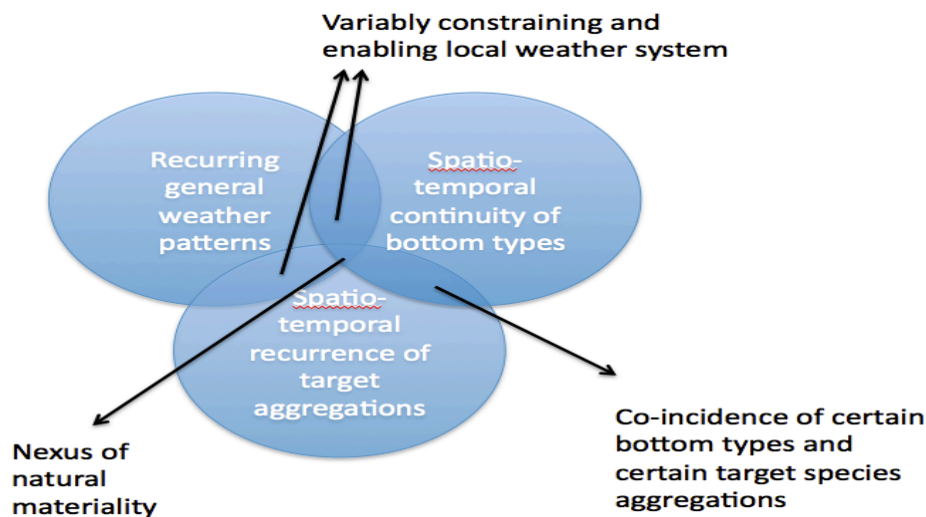 Variably constraining and
enabling local weather system
Recurring
general
weather
patterns
Spatio-
temporal
continuity of
bottom types
Spatio-
temporal
recurrence of
target
aggregations
Nexus of
natural
materiality
Co-incidence of certain
bottom types and
certain target species
aggregations